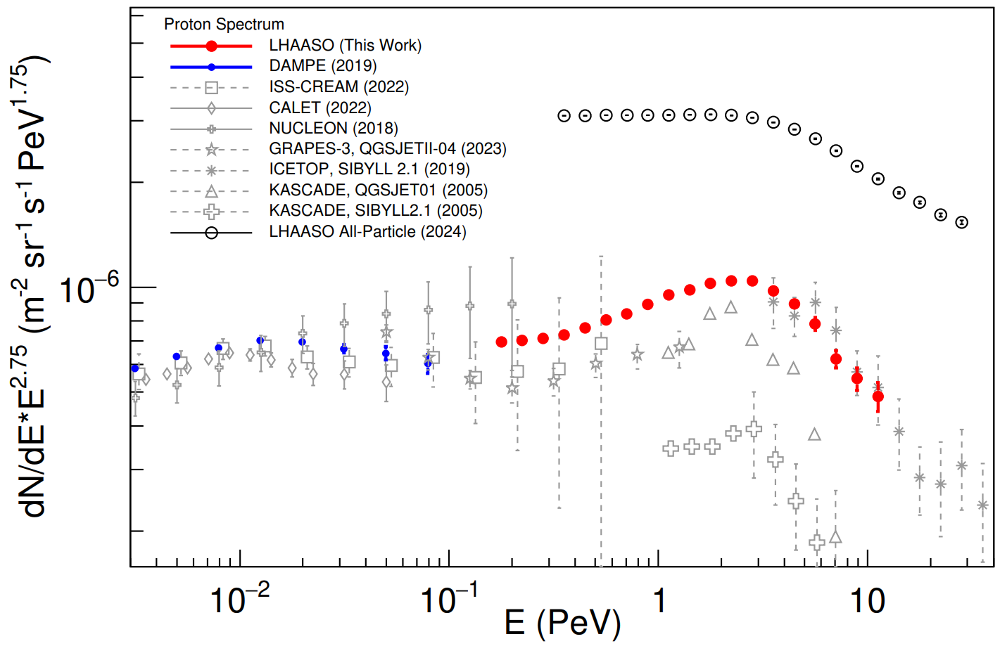 Proton Spectrum
LHAASO (This Work)
DAMPE (2019)
ISS-CREAM (2022)
CALET (2022)
NUCLEON (2018)
GRAPES-3, QGSJETII-04 (2023)
ICETOP, SIBYLL 2.1 (2019)
KASCADE, QGSJET01 (2005)
KASCADE, SIBYLL2.1 (2005)
LHAASO All-Particle (2024)
dN/dE*E^2.75 (m^-2 sr^-1 s^-1 PeV^1.75)
10^−6
10^−2 10^−1 1 10
E (PeV)